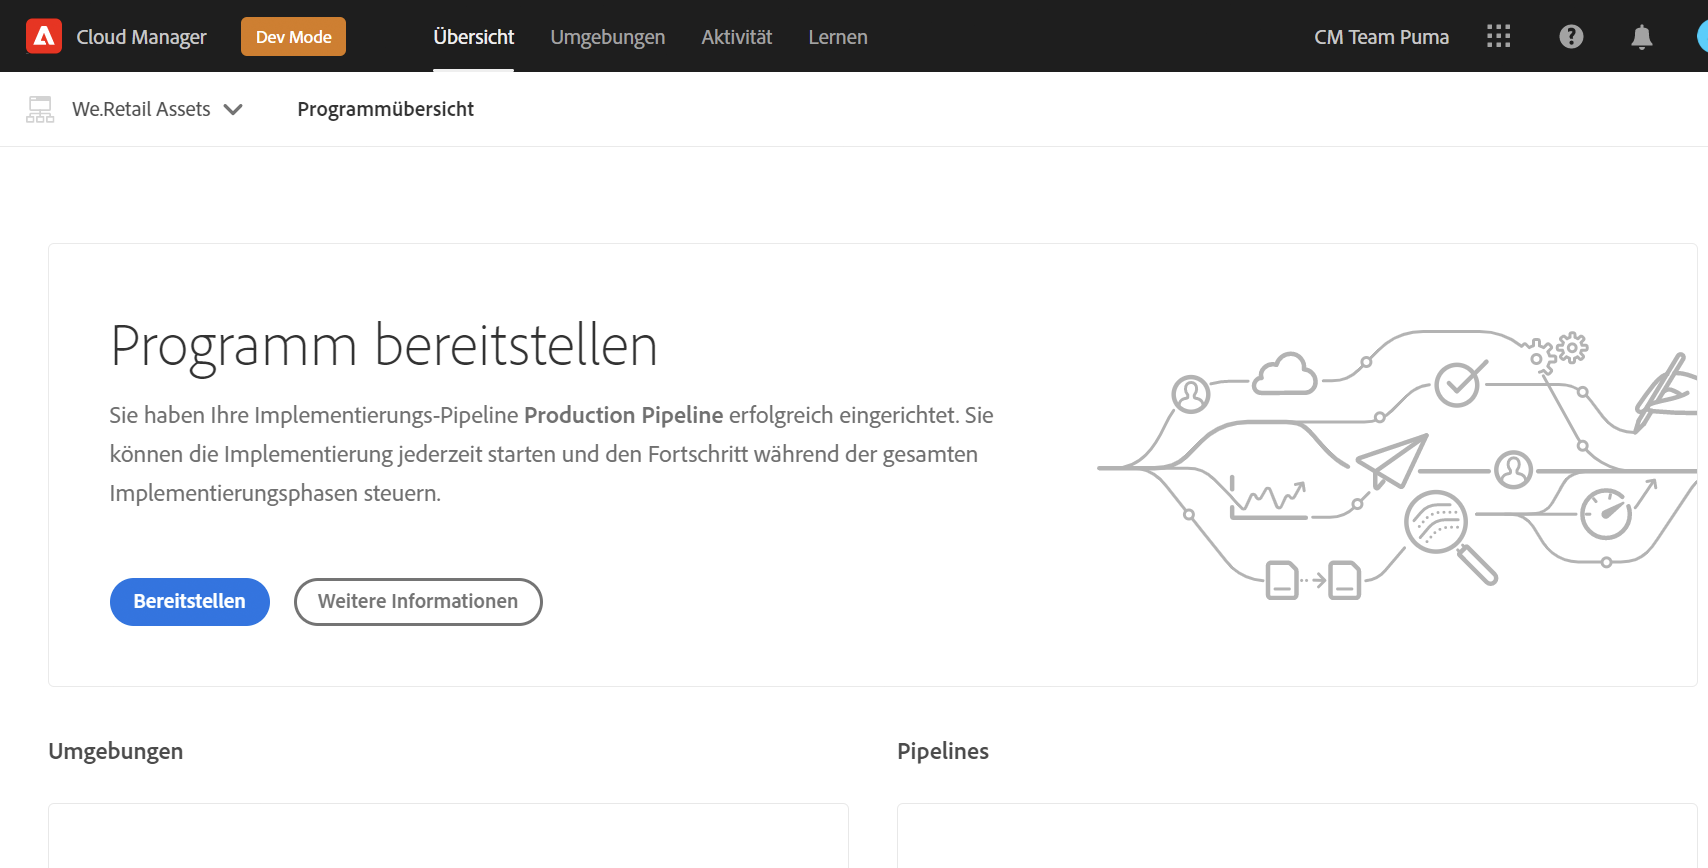 Cloud Manager Dev Mode Übersicht Umgebungen Aktivität Lernen CM Team Puma
We.Retail Assets Programmübersicht
Programm bereitstellen
Sie haben Ihre Implementierungs-Pipeline Production Pipeline erfolgreich eingerichtet. Sie
können die Implementierung jederzeit starten und den Fortschritt während der gesamten
Implementierungsphasen steuern.
Bereitstellen Weitere Informationen
Umgebungen Pipelines